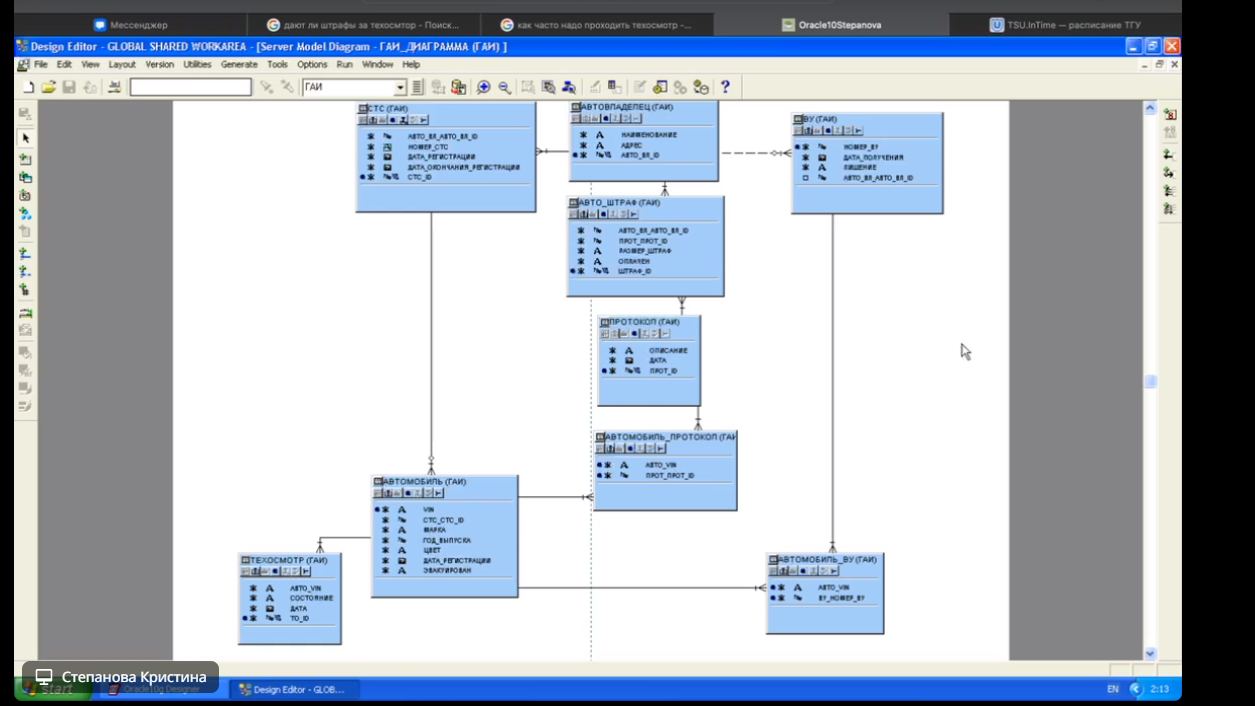 Мессенджер
дают ли штрафы за техосмтор - Поиск...
как часто надо проходить техосмотр -...
Oracle10Stepanova
TSU.InTime — расписание ТГУ
Design Editor - GLOBAL SHARED WORKAREA - [Server Model Diagram - ГАИ_ДИАГРАММА (ГАИ) ]
File Edit View Layout Version Utilities Generate Tools Options Run Window Help
ГАИ
СТС (ГАИ)
АВТО_ВЛ_АВТО_ВЛ_ID
НОМЕР_СТС
ДАТА_РЕГИСТРАЦИИ
ДАТА_ОКОНЧАНИЯ_РЕГИСТРАЦИИ
СТС_ID
АВТОВЛАДЕЛЕЦ (ГАИ)
НАИМЕНОВАНИЕ
АДРЕС
АВТО_ВЛ_ID
ВУ (ГАИ)
НОМЕР_ВУ
ДАТА_ПОЛУЧЕНИЯ
ЛИШЕНИЕ
АВТО_ВЛ_АВТО_ВЛ_ID
АВТО_ШТРАФ (ГАИ)
АВТО_ВЛ_АВТО_ВЛ_ID
ПРОТ_ПРОТ_ID
РАЗМЕР_ШТРАФА
ОПЛАЧЕН
ШТРАФ_ID
ПРОТОКОЛ (ГАИ)
ОПИСАНИЕ
ДАТА
ПРОТ_ID
АВТОМОБИЛЬ_ПРОТОКОЛ (ГАИ
АВТО_VIN
ПРОТ_ПРОТ_ID
АВТОМОБИЛЬ (ГАИ)
VIN
СТС_СТС_ID
МАРКА
ГОД_ВЫПУСКА
ЦВЕТ
ДАТА_РЕГИСТРАЦИИ
ЭВАКУИРОВАН
ТЕХОСМОТР (ГАИ)
АВТО_VIN
СОСТОЯНИЕ
ДАТА
ТО_ID
АВТОМОБИЛЬ_ВУ (ГАИ)
АВТО_VIN
ВУ_НОМЕР_ВУ
Степанова Кристина
start
Oracle10g Designer
Design Editor - GLOB...
EN
2:13